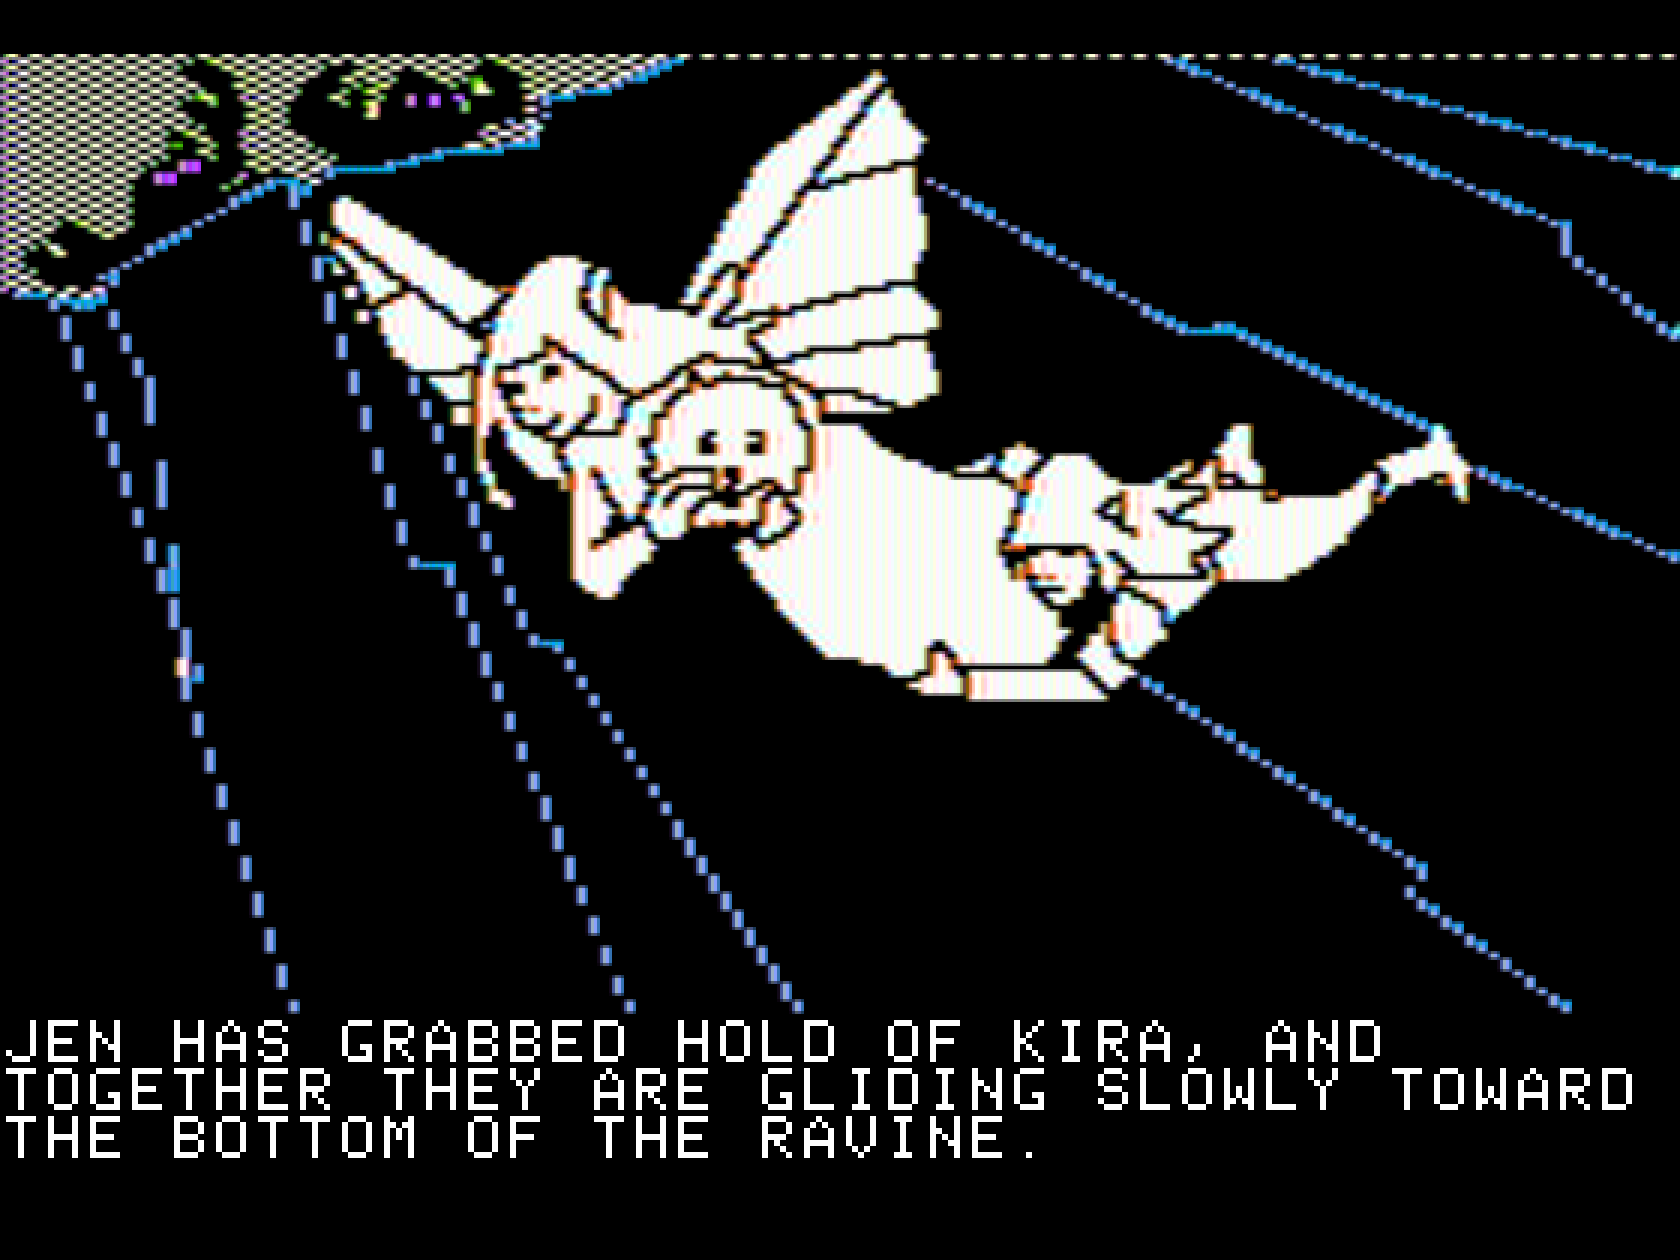 JEN HAS GRABBED HOLD OF KIRA, AND
TOGETHER THEY ARE GLIDING SLOWLY TOWARD
THE BOTTOM OF THE RAVINE.